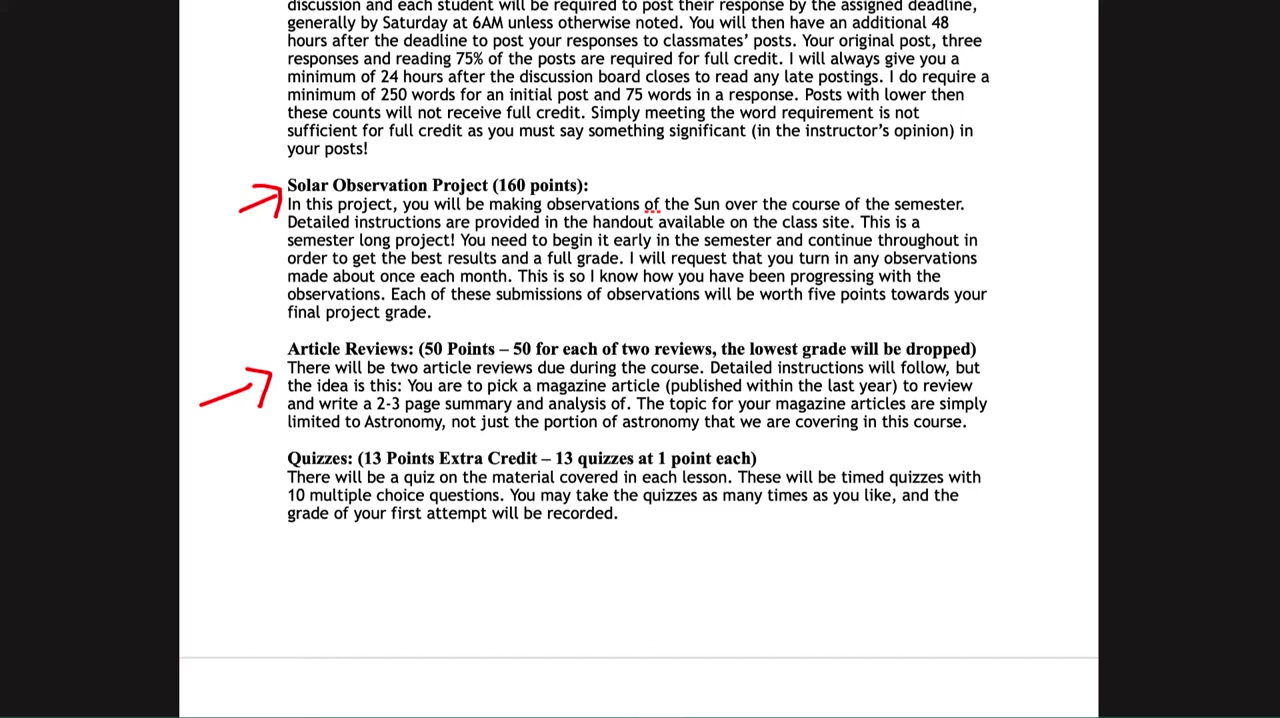 discussion and each student will be required to post their response by the assigned deadline,
generally by Saturday at 6AM unless otherwise noted. You will then have an additional 48
hours after the deadline to post your responses to classmates’ posts. Your original post, three
responses and reading 75% of the posts are required for full credit. I will always give you a
minimum of 24 hours after the discussion board closes to read any late postings. I do require a
minimum of 250 words for an initial post and 75 words in a response. Posts with lower then
these counts will not receive full credit. Simply meeting the word requirement is not
sufficient for full credit as you must say something significant (in the instructor’s opinion) in
your posts!
Solar Observation Project (160 points):
In this project, you will be making observations of the Sun over the course of the semester.
Detailed instructions are provided in the handout available on the class site. This is a
semester long project! You need to begin it early in the semester and continue throughout in
order to get the best results and a full grade. I will request that you turn in any observations
made about once each month. This is so I know how you have been progressing with the
observations. Each of these submissions of observations will be worth five points towards your
final project grade.
Article Reviews: (50 Points – 50 for each of two reviews, the lowest grade will be dropped)
There will be two article reviews due during the course. Detailed instructions will follow, but
the idea is this: You are to pick a magazine article (published within the last year) to review
and write a 2-3 page summary and analysis of. The topic for your magazine articles are simply
limited to Astronomy, not just the portion of astronomy that we are covering in this course.
Quizzes: (13 Points Extra Credit – 13 quizzes at 1 point each)
There will be a quiz on the material covered in each lesson. These will be timed quizzes with
10 multiple choice questions. You may take the quizzes as many times as you like, and the
grade of your first attempt will be recorded.